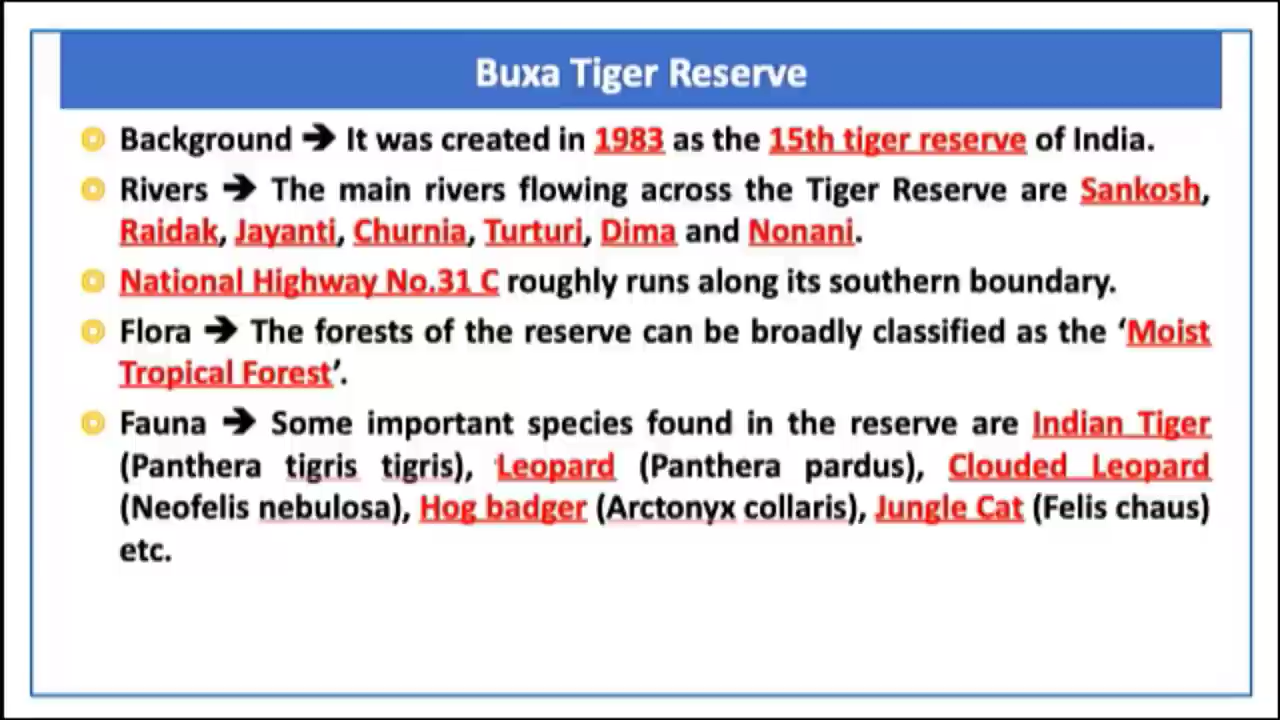 Buxa Tiger Reserve
Background ➔ It was created in 1983 as the 15th tiger reserve of India.
Rivers ➔ The main rivers flowing across the Tiger Reserve are Sankosh,
Raidak, Jayanti, Churnia, Turturi, Dima and Nonani.
National Highway No.31 C roughly runs along its southern boundary.
Flora ➔ The forests of the reserve can be broadly classified as the ‘Moist
Tropical Forest’.
Fauna ➔ Some important species found in the reserve are Indian Tiger
(Panthera tigris tigris), Leopard (Panthera pardus), Clouded Leopard
(Neofelis nebulosa), Hog badger (Arctonyx collaris), Jungle Cat (Felis chaus)
etc.